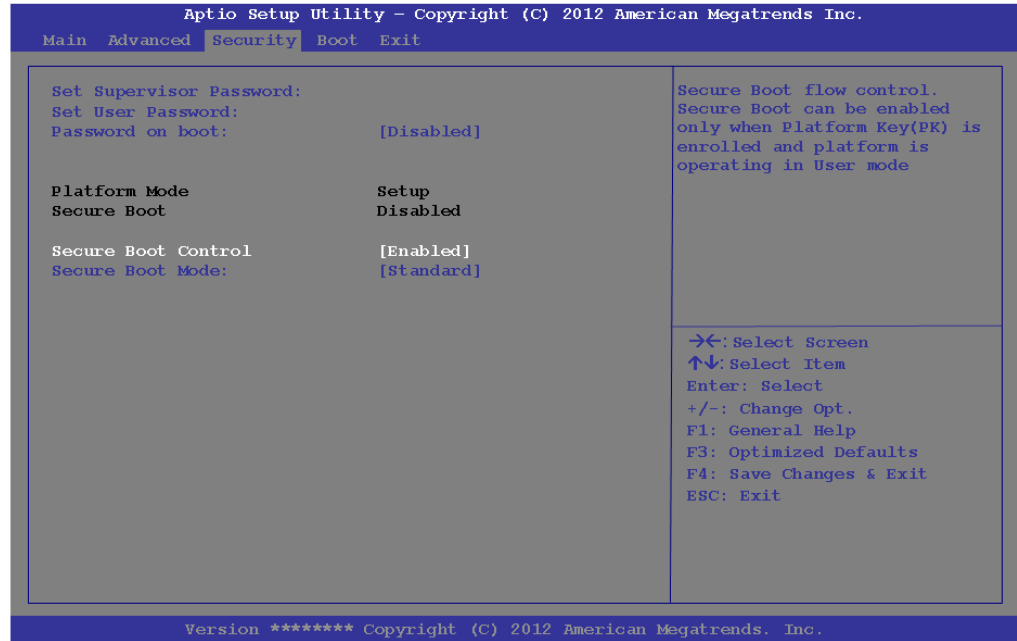 Aptio Setup Utility – Copyright (C) 2012 American Megatrends Inc.
Main Advanced Security Boot Exit
Set Supervisor Password:
Set User Password:
Password on boot: [Disabled]
Platform Mode Setup
Secure Boot Disabled
Secure Boot Control [Enabled]
Secure Boot Mode: [Standard]
Secure Boot flow control.
Secure Boot can be enabled
only when Platform Key(PK) is
enrolled and platform is
operating in User mode
→←: Select Screen
↑↓: Select Item
Enter: Select
+/-: Change Opt.
F1: General Help
F3: Optimized Defaults
F4: Save Changes & Exit
ESC: Exit
Version ******** Copyright (C) 2012 American Megatrends. Inc.